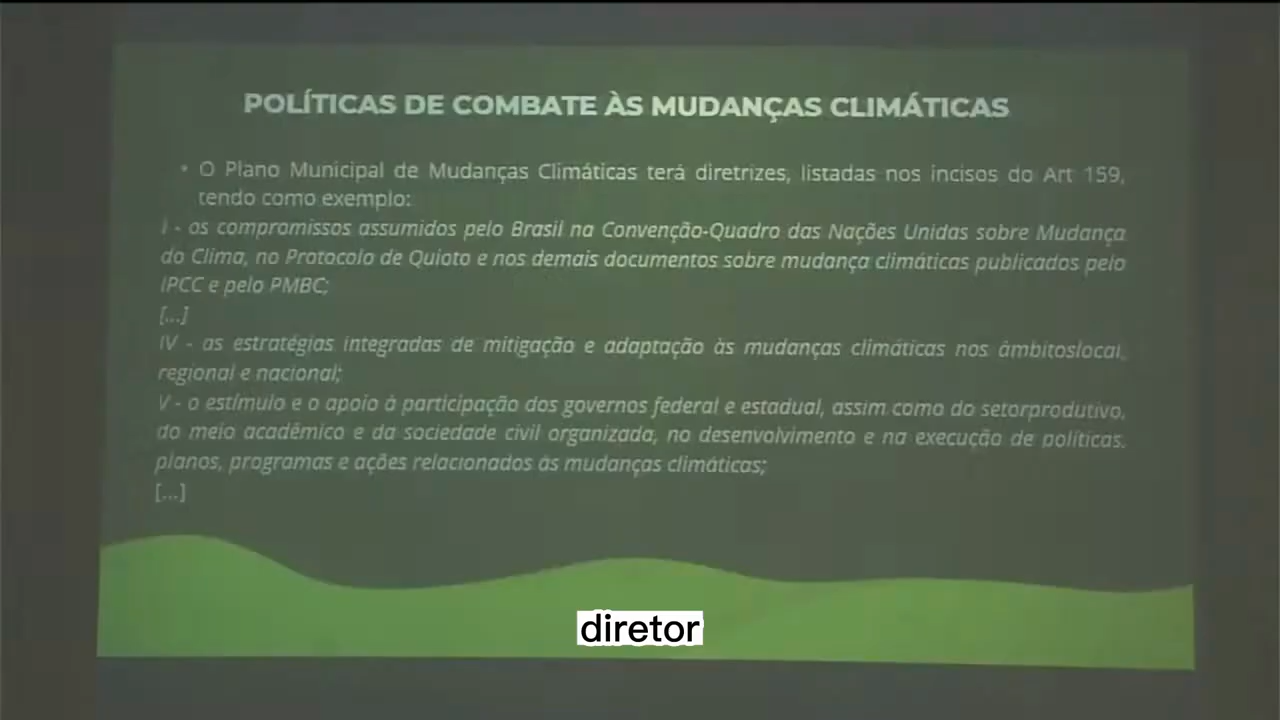 POLÍTICAS DE COMBATE ÀS MUDANÇAS CLIMÁTICAS
• O Plano Municipal de Mudanças Climáticas terá diretrizes, listadas nos incisos do Art 159,
tendo como exemplo:
I - os compromissos assumidos pelo Brasil na Convenção-Quadro das Nações Unidas sobre Mudança
do Clima, no Protocolo de Quioto e nos demais documentos sobre mudança climáticas publicados pelo
IPCC e pelo PMBC;
[...]
IV - as estratégias integradas de mitigação e adaptação às mudanças climáticas nos âmbitoslocal,
regional e nacional;
V - o estímulo e o apoio à participação dos governos federal e estadual, assim como do setorprodutivo,
do meio acadêmico e da sociedade civil organizada, no desenvolvimento e na execução de políticas,
planos, programas e ações relacionados às mudanças climáticas;
[...]
diretor